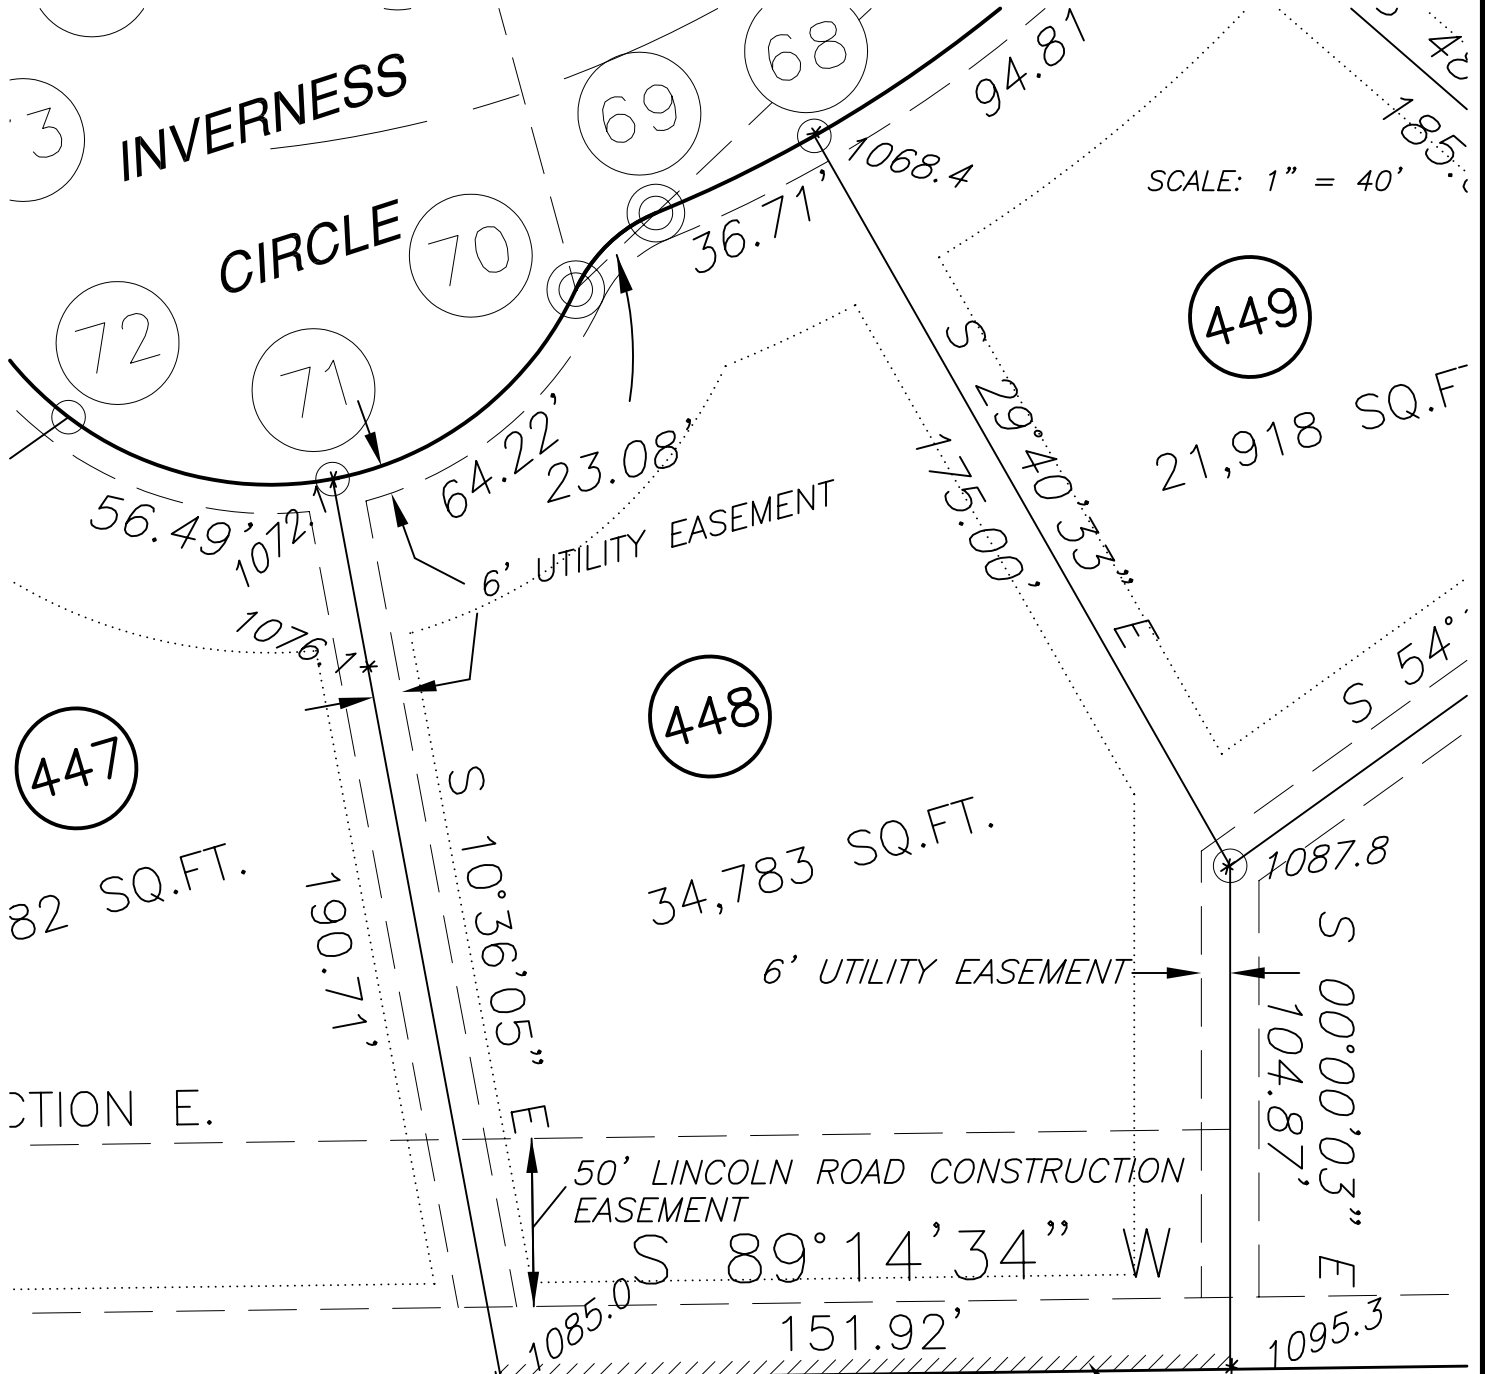 68
94.81
48
69
3
INVERNESS
1068.4
185.
SCALE: 1" = 40'
36.71'
70
CIRCLE
449
72
71
S 29°40'33" E
175.00'
21,918 SQ.F
64.22'
23.08'
56.49'
1072.1
6' UTILITY EASEMENT
1076.1
S 54°
447
448
S 10°36'05" E
190.71'
34,783 SQ.FT.
82 SQ.FT.
1087.8
6' UTILITY EASEMENT
S 00°00'03" E
104.87'
CTION E.
50' LINCOLN ROAD CONSTRUCTION
EASEMENT
S 89°14'34" W
1085.0
151.92'
1095.3